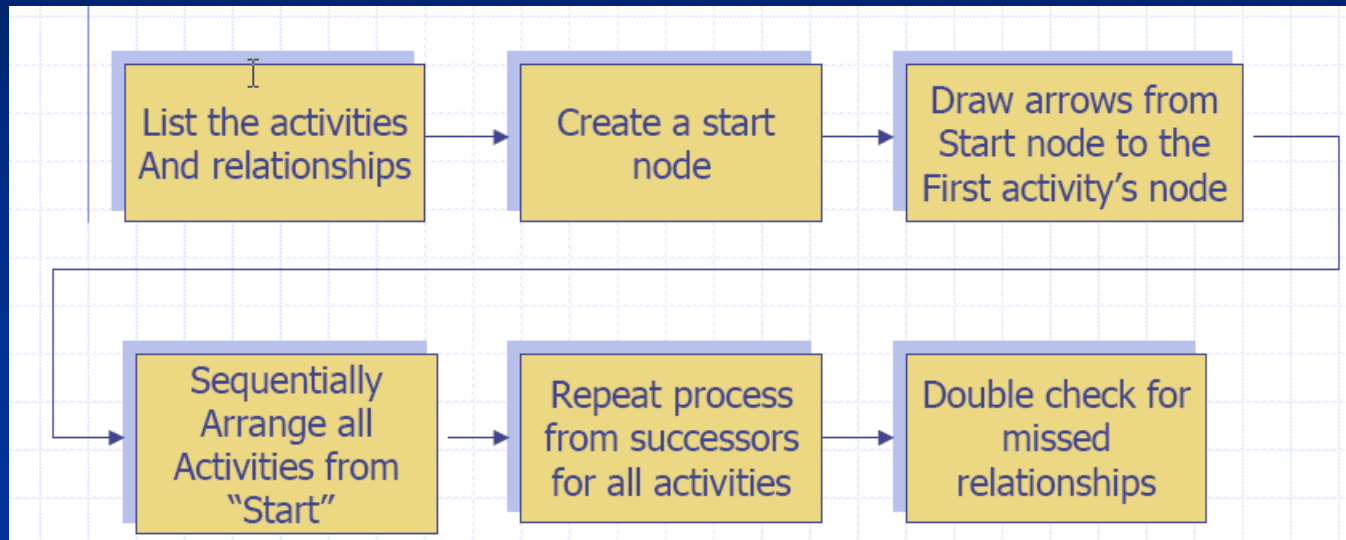 List the activities
And relationships
Create a start
node
Draw arrows from
Start node to the
First activity’s node
Sequentially
Arrange all
Activities from
“Start”
Repeat process
from successors
for all activities
Double check for
missed
relationships